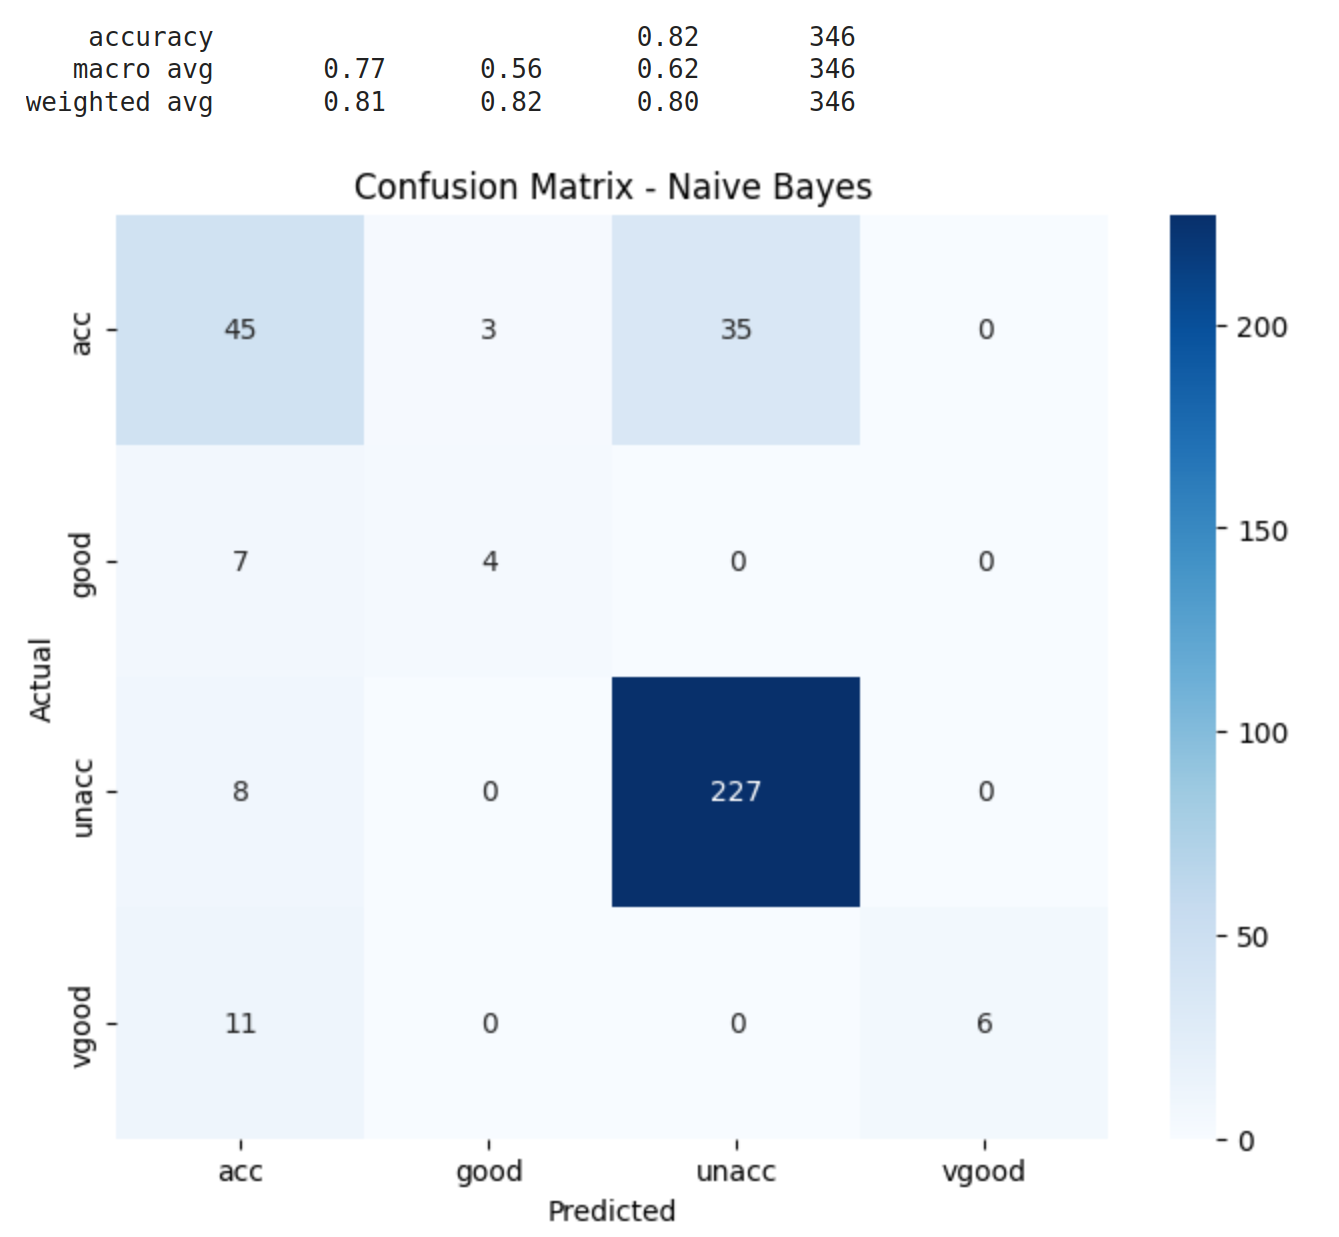 accuracy 0.82 346
macro avg 0.77 0.56 0.62 346
weighted avg 0.81 0.82 0.80 346
Confusion Matrix - Naive Bayes
acc 45 3 35 0
good 7 4 0 0
unacc 8 0 227 0
vgood 11 0 0 6
Actual
acc good unacc vgood
Predicted
200
150
100
50
0